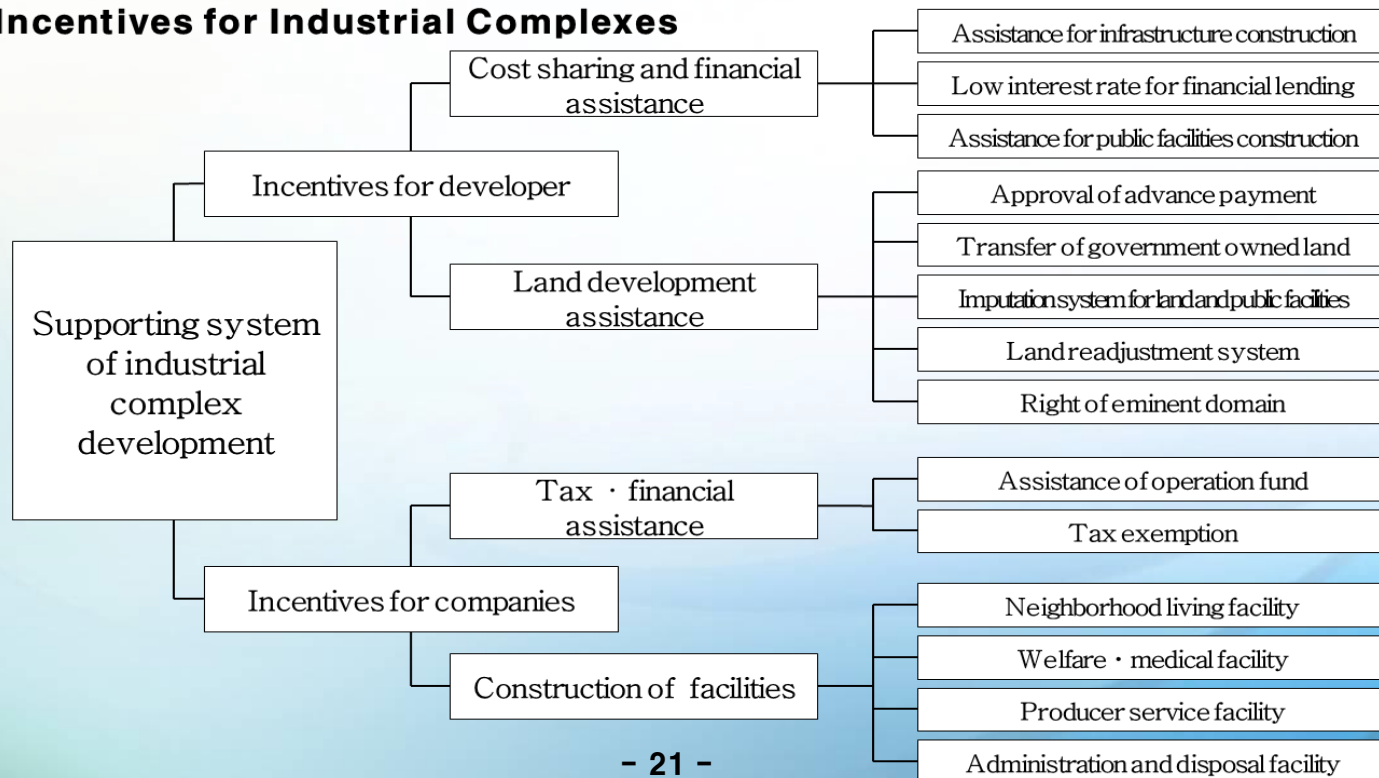 Incentives for Industrial Complexes
Supporting system
of industrial
complex
development
Incentives for developer
Cost sharing and financial
assistance
Assistance for infrastructure construction
Low interest rate for financial lending
Assistance for public facilities construction
Land development
assistance
Approval of advance payment
Transfer of government owned land
Imputation system for land and public facilities
Land readjustment system
Right of eminent domain
Incentives for companies
Tax · financial
assistance
Assistance of operation fund
Tax exemption
Construction of facilities
Neighborhood living facility
Welfare · medical facility
Producer service facility
Administration and disposal facility
- 21 -